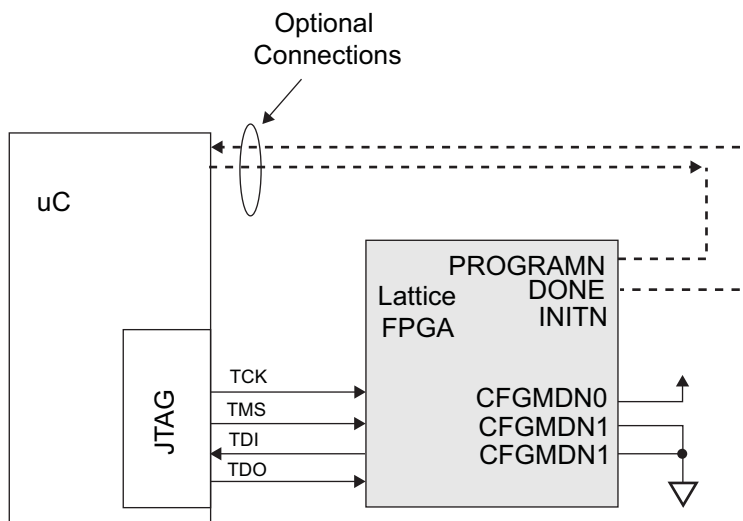 Optional
Connections
uC
PROGRAMN
Lattice
DONE
FPGA
INITN
JTAG
TCK
TMS
TDI
TDO
CFGMDN0
CFGMDN1
CFGMDN1